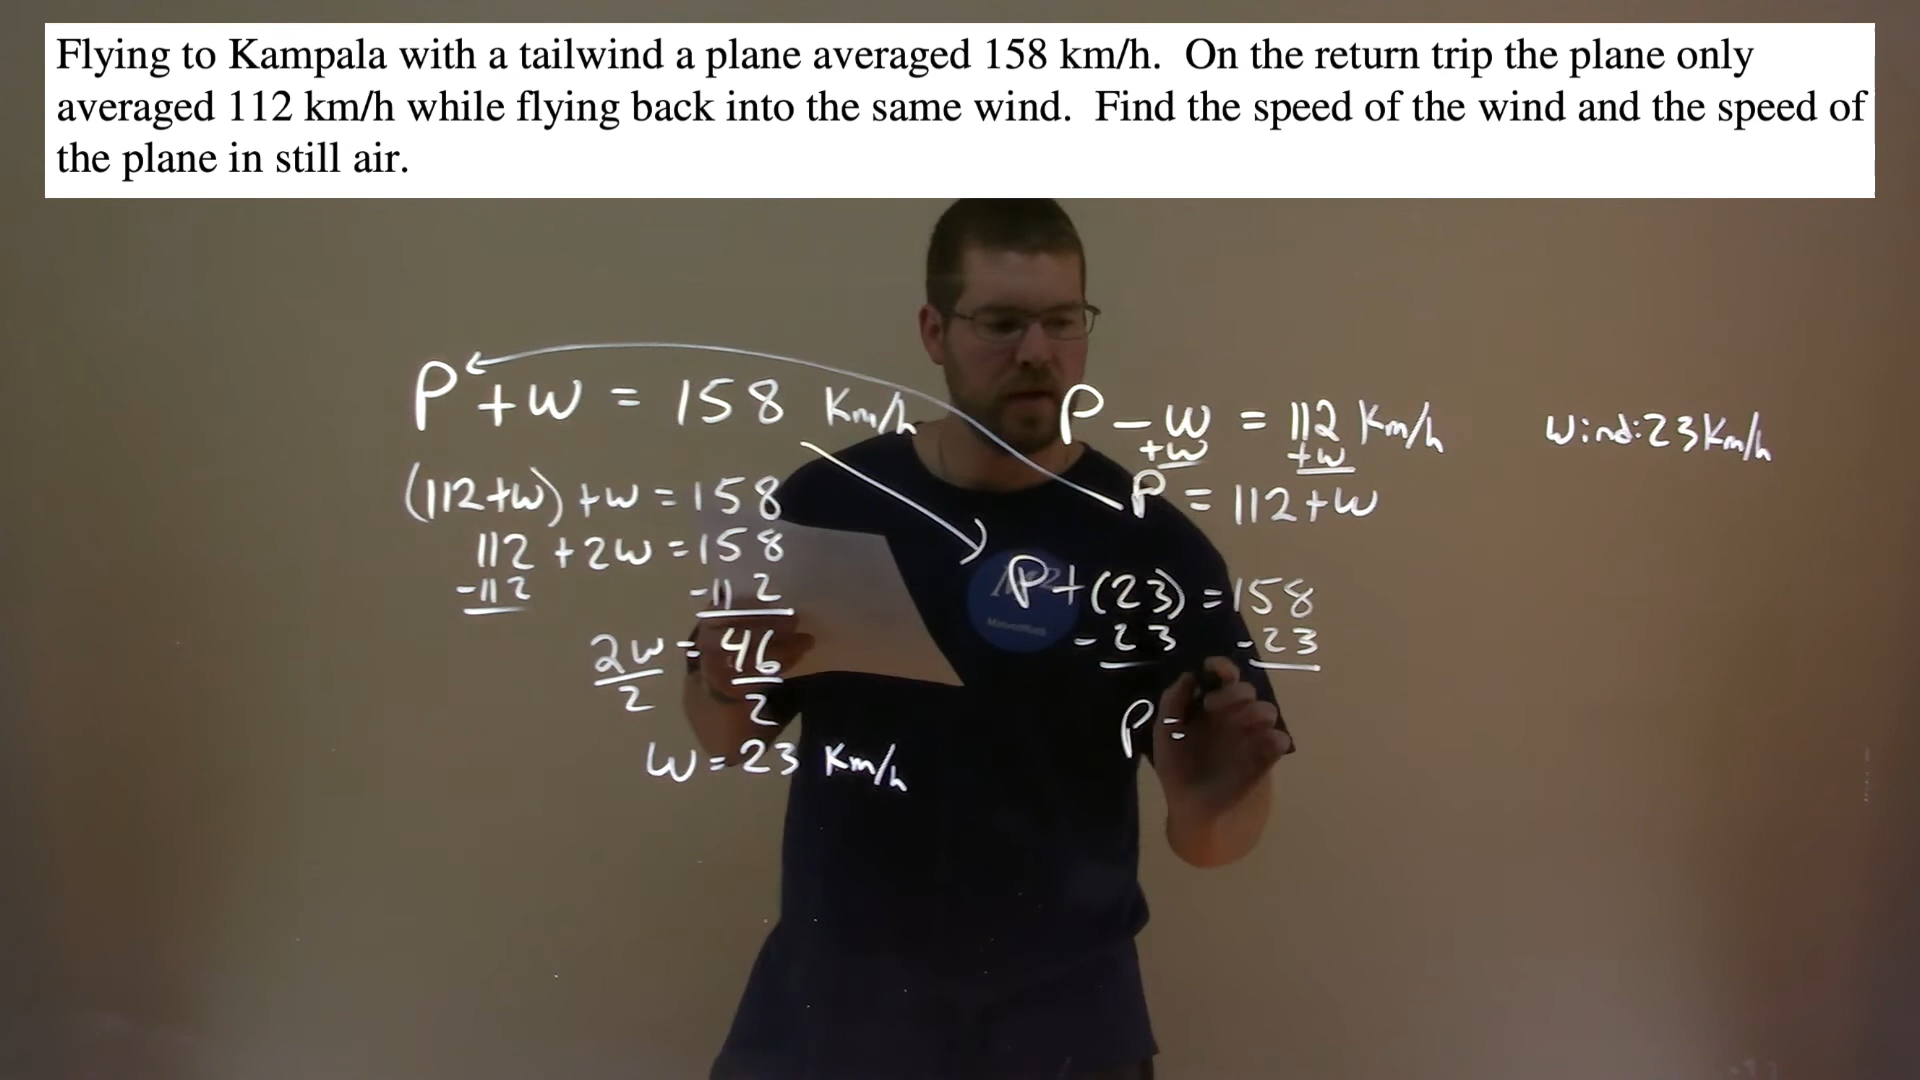 Flying to Kampala with a tailwind a plane averaged 158 km/h. On the return trip the plane only
averaged 112 km/h while flying back into the same wind. Find the speed of the wind and the speed of
the plane in still air.
P + w = 158 Km/h
(112+w) + w = 158
112 + 2w = 158
-112 -112
2w = 46
2 2
w = 23 Km/h
P - w = 112 Km/h
+w +w
P = 112 + w
P + (23) = 158
- 23 - 23
P =
Wind: 23 Km/h